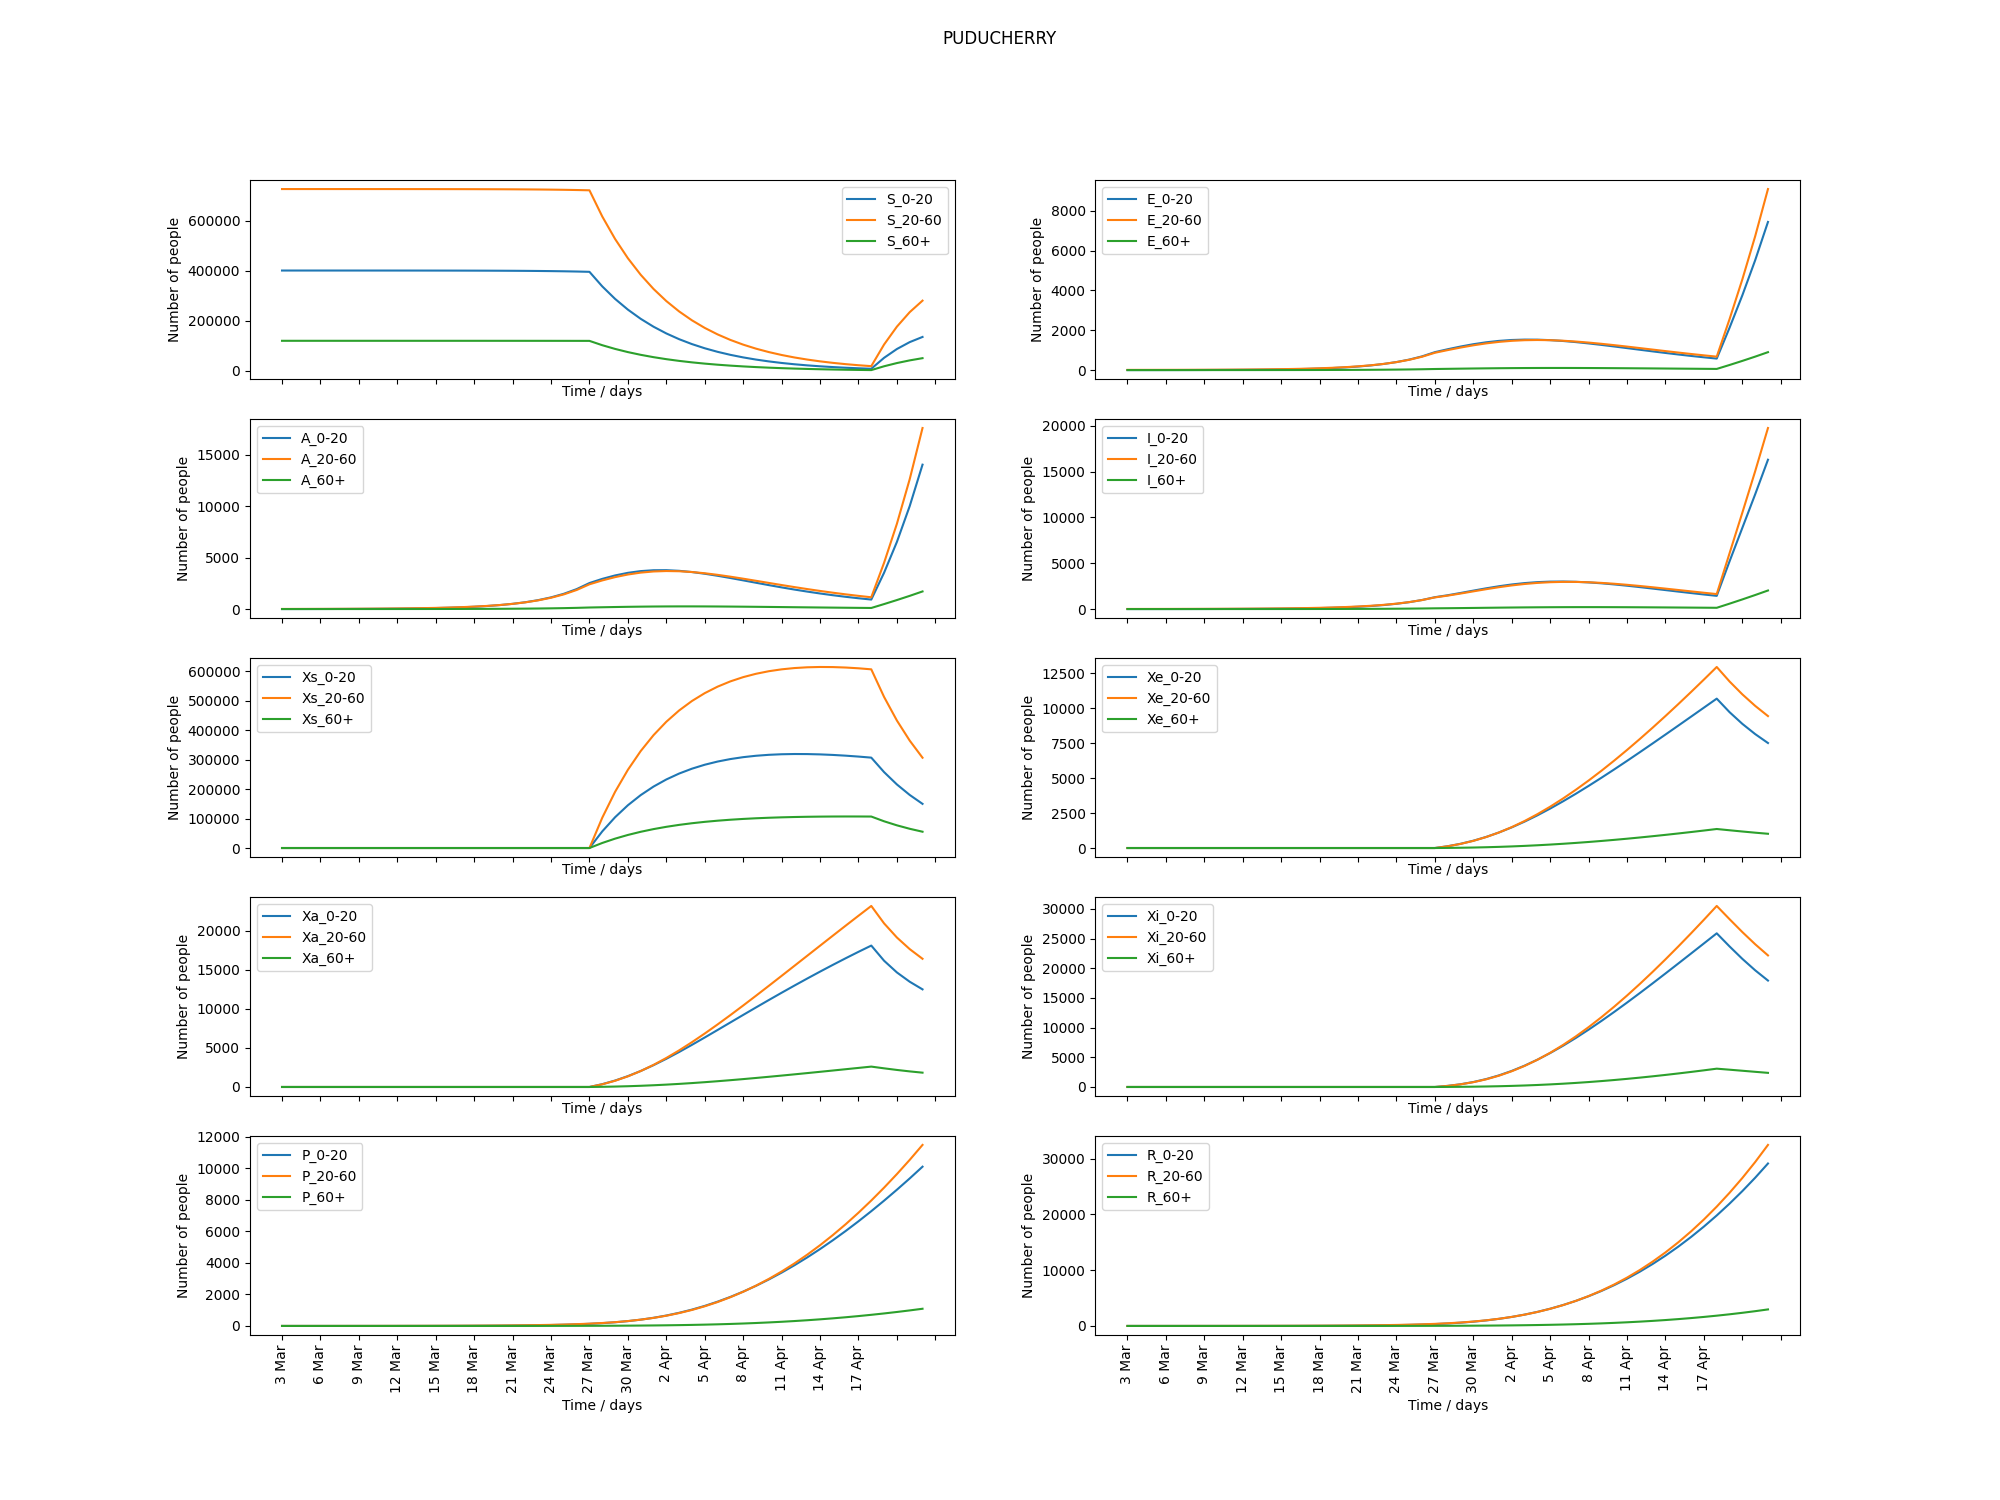 PUDUCHERRY
Number of people
600000
400000
200000
0
S_0-20
S_20-60
S_60+
Time / days
Number of people
8000
6000
4000
2000
0
E_0-20
E_20-60
E_60+
Time / days
Number of people
15000
10000
5000
0
A_0-20
A_20-60
A_60+
Time / days
Number of people
20000
15000
10000
5000
0
I_0-20
I_20-60
I_60+
Time / days
Number of people
600000
500000
400000
300000
200000
100000
0
Xs_0-20
Xs_20-60
Xs_60+
Time / days
Number of people
12500
10000
7500
5000
2500
0
Xe_0-20
Xe_20-60
Xe_60+
Time / days
Number of people
20000
15000
10000
5000
0
Xa_0-20
Xa_20-60
Xa_60+
Time / days
Number of people
30000
25000
20000
15000
10000
5000
0
Xi_0-20
Xi_20-60
Xi_60+
Time / days
Number of people
12000
10000
8000
6000
4000
2000
0
P_0-20
P_20-60
P_60+
3 Mar
6 Mar
9 Mar
12 Mar
15 Mar
18 Mar
21 Mar
24 Mar
27 Mar
30 Mar
2 Apr
5 Apr
8 Apr
11 Apr
14 Apr
17 Apr
Time / days
Number of people
30000
20000
10000
0
R_0-20
R_20-60
R_60+
3 Mar
6 Mar
9 Mar
12 Mar
15 Mar
18 Mar
21 Mar
24 Mar
27 Mar
30 Mar
2 Apr
5 Apr
8 Apr
11 Apr
14 Apr
17 Apr
Time / days